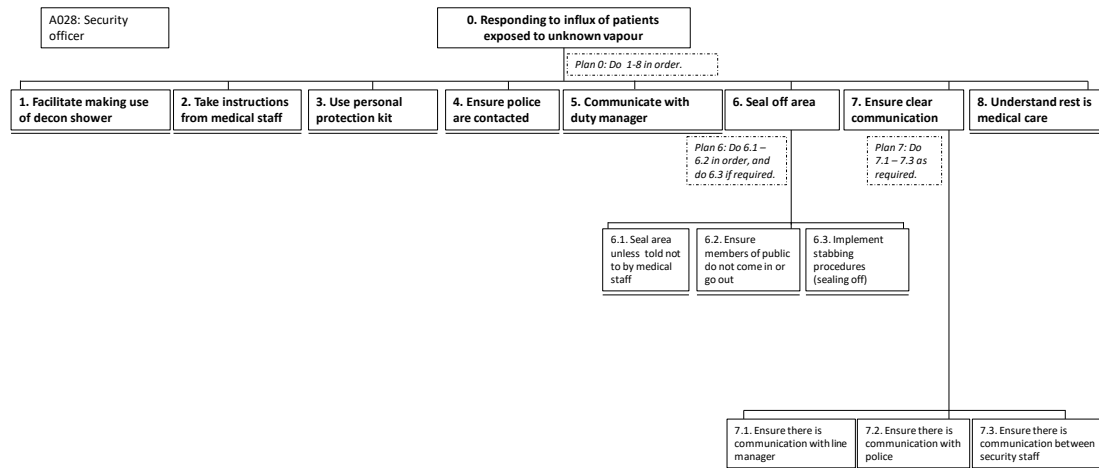 A028: Security
officer
0. Responding to influx of patients
exposed to unknown vapour
Plan 0: Do 1-8 in order.
1. Facilitate making use
of decon shower
2. Take instructions
from medical staff
3. Use personal
protection kit
4. Ensure police
are contacted
5. Communicate with
duty manager
6. Seal off area
7. Ensure clear
communication
8. Understand rest is
medical care
Plan 6: Do 6.1 –
6.2 in order, and
do 6.3 if required.
Plan 7: Do
7.1 – 7.3 as
required.
6.1. Seal area
unless told not
to by medical
staff
6.2. Ensure
members of public
do not come in or
go out
6.3. Implement
stabbing
procedures
(sealing off)
7.1. Ensure there is
communication with line
manager
7.2. Ensure there is
communication with
police
7.3. Ensure there is
communication between
security staff